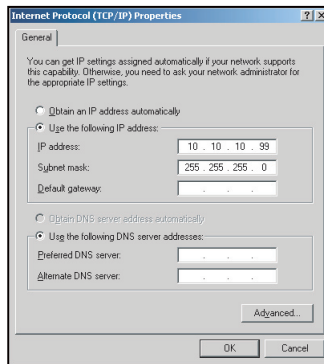 Internet Protocol (TCP/IP) Properties
General
You can get IP settings assigned automatically if your network supports
this capability. Otherwise, you need to ask your network administrator for
the appropriate IP settings.
Obtain an IP address automatically
Use the following IP address:
IP address: 10 . 10 . 10 . 99
Subnet mask: 255 . 255 . 255 . 0
Default gateway: . . .
Obtain DNS server address automatically
Use the following DNS server addresses:
Preferred DNS server: . . .
Alternate DNS server: . . .
Advanced...
OK Cancel